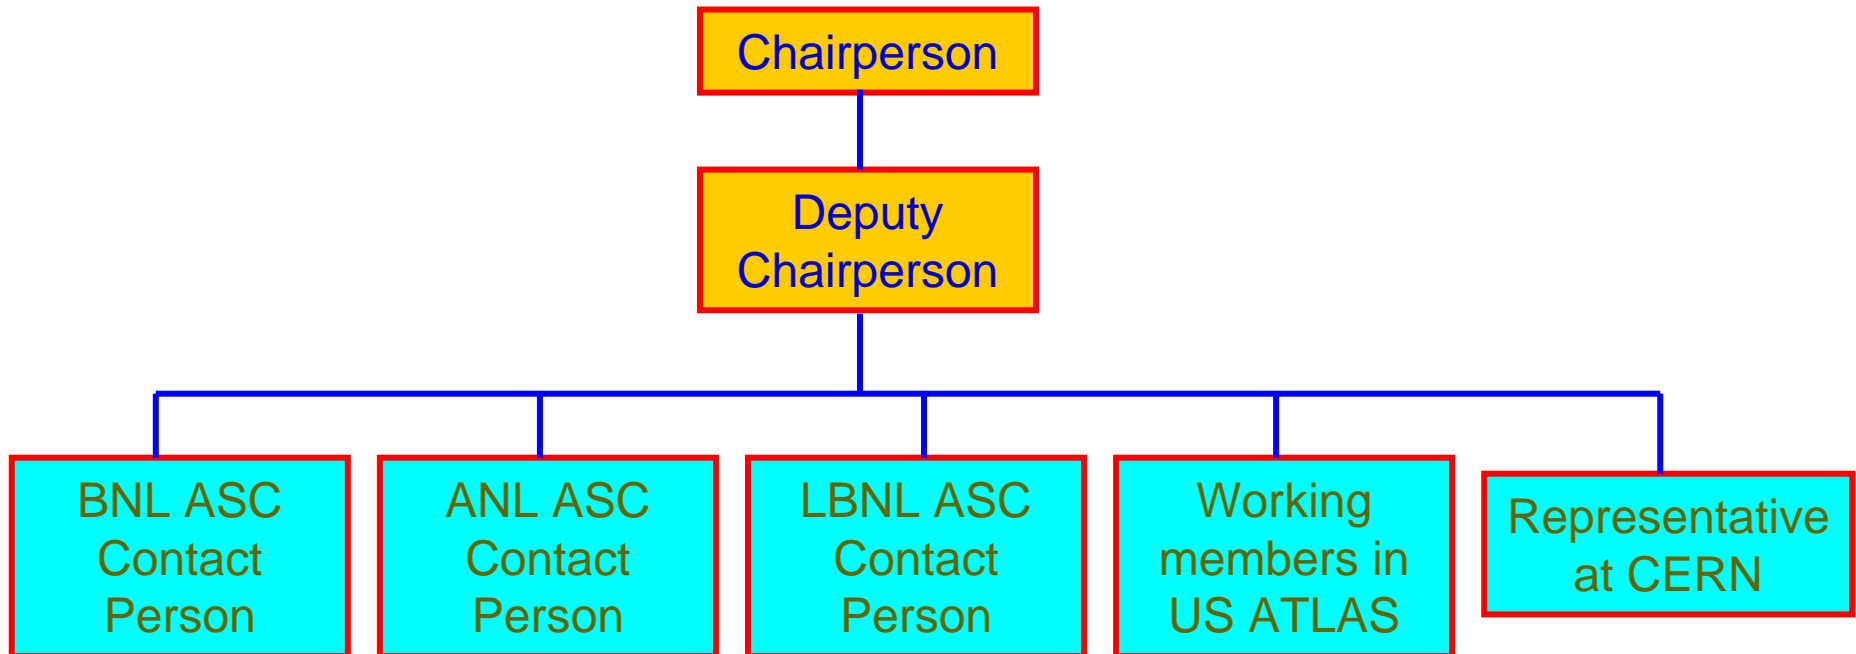 Chairperson
Deputy
Chairperson
BNL ASC
Contact
Person
ANL ASC
Contact
Person
LBNL ASC
Contact
Person
Working
members in
US ATLAS
Representative
at CERN